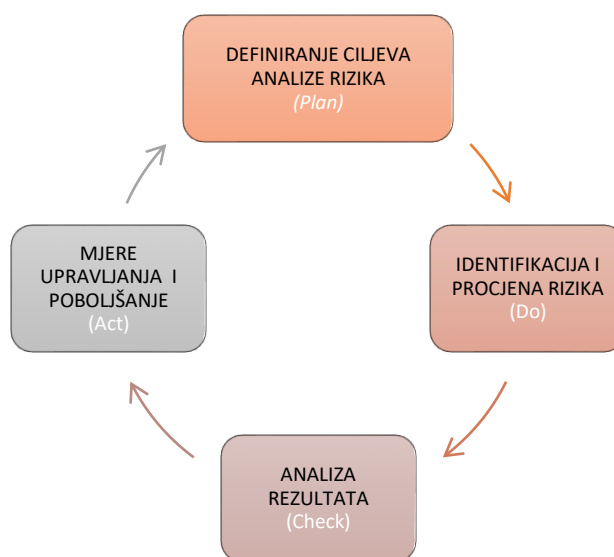 DEFINIRANJE CILJEVA
ANALIZE RIZIKA
(Plan)
IDENTIFIKACIJA I
PROCJENA RIZIKA
(Do)
ANALIZA
REZULTATA
(Check)
MJERE
UPRAVLJANJA I
POBOLJŠANJE
(Act)